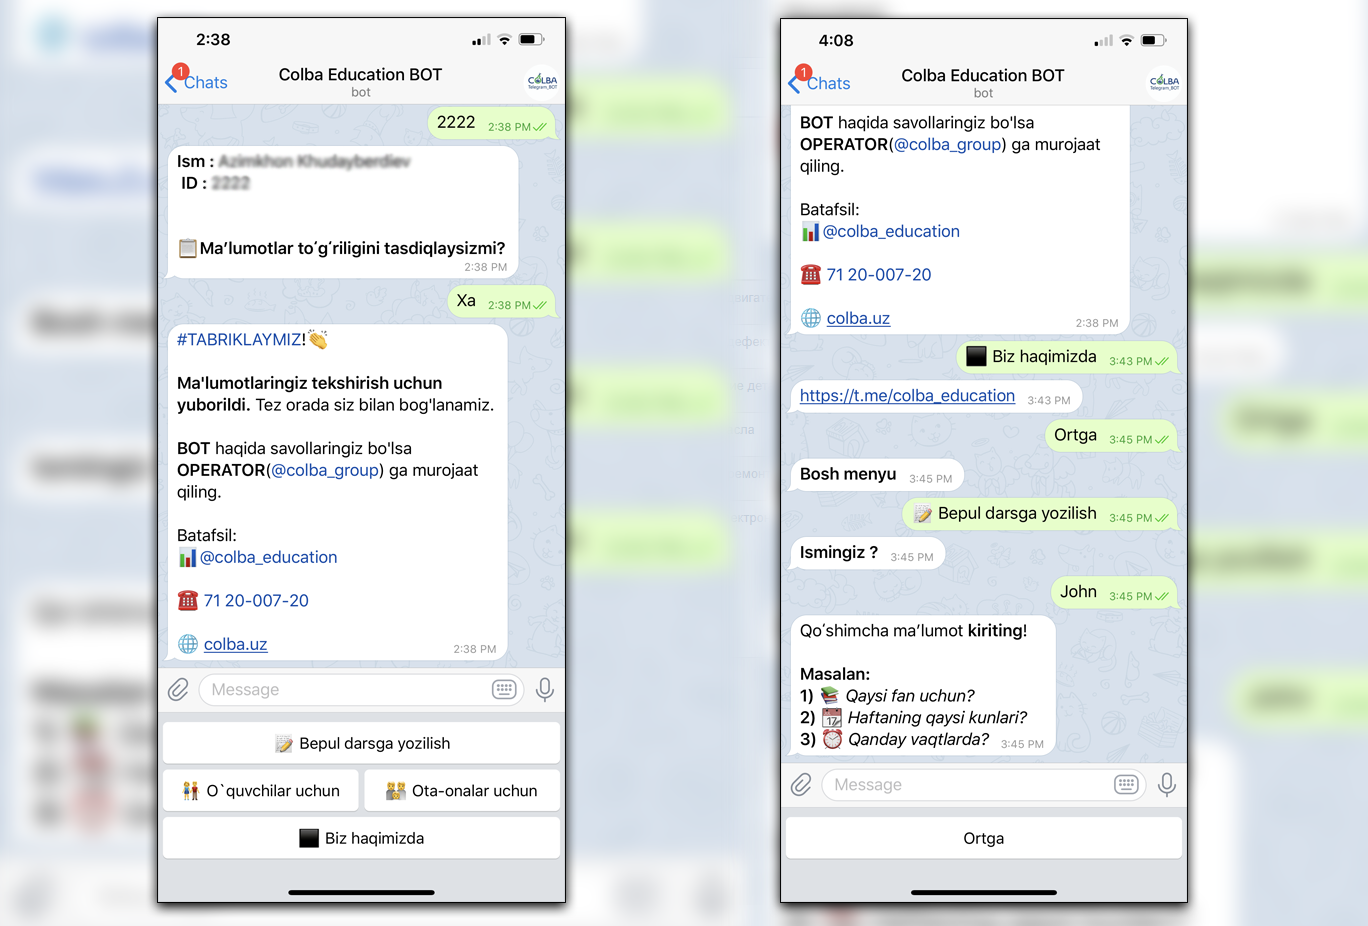 2:38
1
Chats
Colba Education BOT
bot
COLBA
Telegram_BOT
2222 2:38 PM
Ism : Azimkhon Khudayberdiev
ID : 2222
📋Ma’lumotlar toʻgʻriligini tasdiqlaysizmi?
2:38 PM
Xa 2:38 PM
#TABRIKLAYMIZ!👏
Ma'lumotlaringiz tekshirish uchun
yuborildi. Tez orada siz bilan bog'lanamiz.
BOT haqida savollaringiz bo'lsa
OPERATOR(@colba_group) ga murojaat
qiling.
Batafsil:
📊@colba_education
☎️ 71 20-007-20
🌐 colba.uz
2:38 PM
Message
📝 Bepul darsga yozilish
👬 O`quvchilar uchun
👨‍👩‍👧‍👦 Ota-onalar uchun
⬛ Biz haqimizda
4:08
1
Chats
Colba Education BOT
bot
COLBA
Telegram_BOT
BOT haqida savollaringiz bo'lsa
OPERATOR(@colba_group) ga murojaat
qiling.
Batafsil:
📊@colba_education
☎️ 71 20-007-20
🌐 colba.uz
2:38 PM
⬛ Biz haqimizda 3:43 PM
https://t.me/colba_education 3:43 PM
Ortga 3:45 PM
Bosh menyu 3:45 PM
📝 Bepul darsga yozilish 3:45 PM
Ismingiz ? 3:45 PM
John 3:45 PM
Qoʻshimcha ma’lumot kiriting!
Masalan:
1) 📚 Qaysi fan uchun?
2) 📅 Haftaning qaysi kunlari?
3) ⏰ Qanday vaqtlarda? 3:45 PM
Message
Ortga